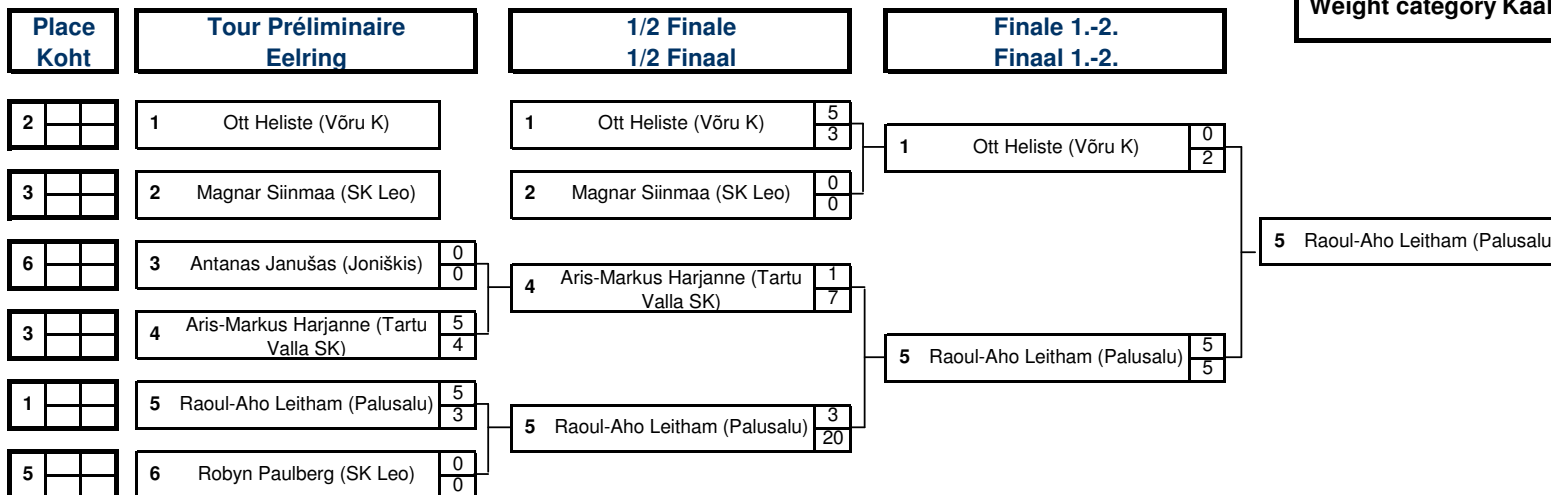 Weight category Kaal
Place
Koht
Tour Préliminaire
Eelring
1/2 Finale
1/2 Finaal
Finale 1.-2.
Finaal 1.-2.
2
1 Ott Heliste (Võru K)
3
2 Magnar Siinmaa (SK Leo)
6
3 Antanas Janušas (Joniškis)
0
0
3
4 Aris-Markus Harjanne (Tartu
Valla SK)
5
4
1
5 Raoul-Aho Leitham (Palusalu)
5
3
5
6 Robyn Paulberg (SK Leo)
0
0
1 Ott Heliste (Võru K)
5
3
2 Magnar Siinmaa (SK Leo)
0
0
4 Aris-Markus Harjanne (Tartu
Valla SK)
1
7
5 Raoul-Aho Leitham (Palusalu)
3
20
1 Ott Heliste (Võru K)
0
2
5 Raoul-Aho Leitham (Palusalu)
5
5
5 Raoul-Aho Leitham (Palusalu